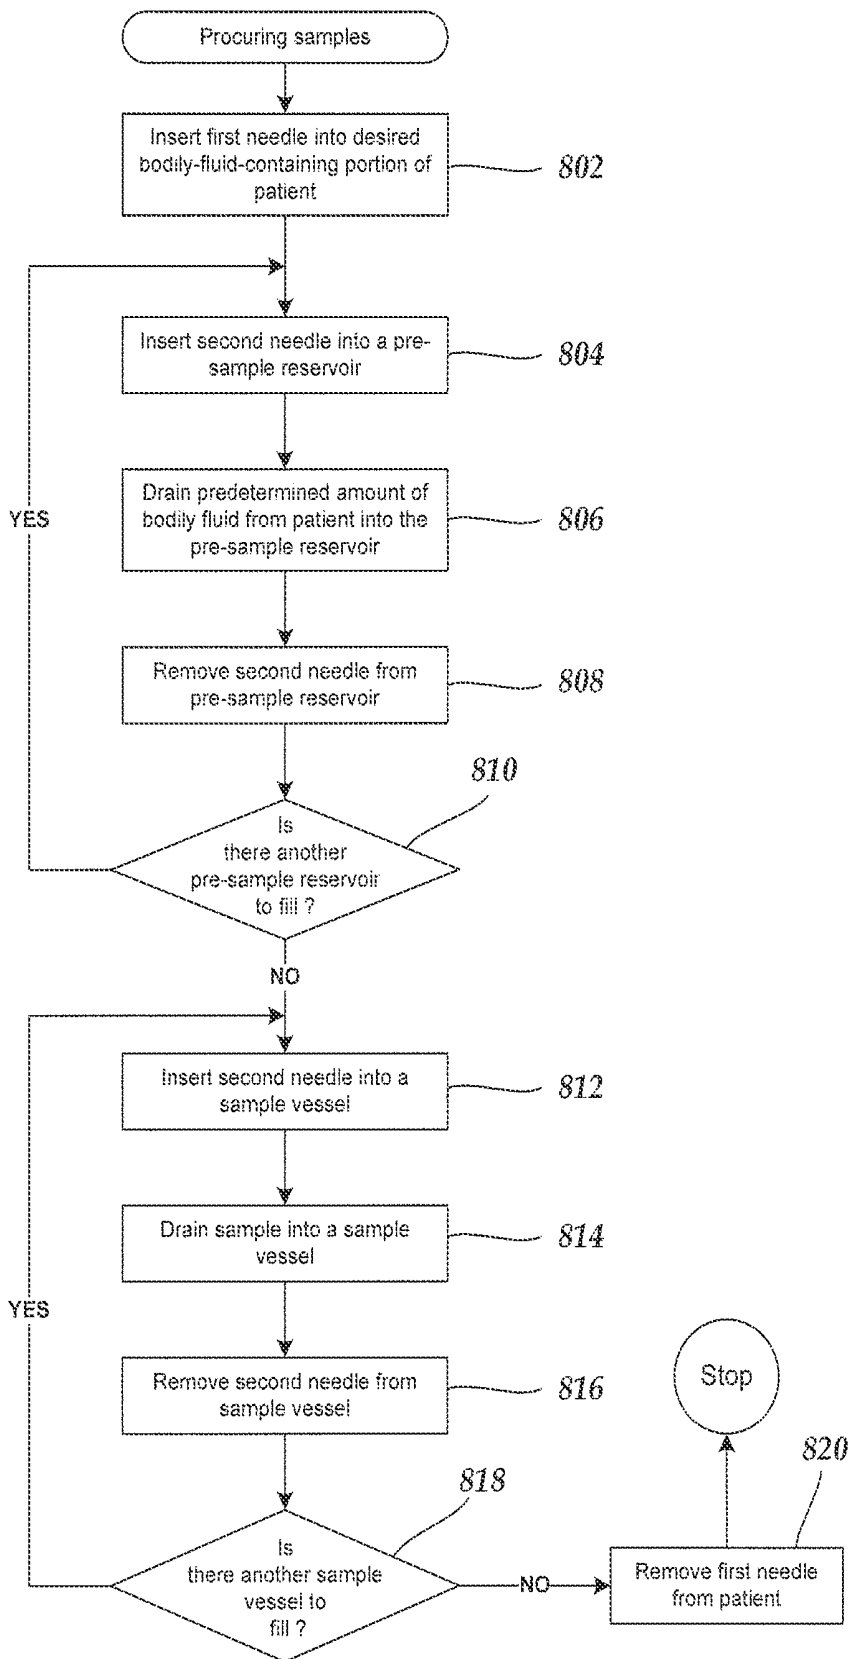 Procuring samples
Insert first needle into desired
bodily-fluid-containing portion of
patient
802
Insert second needle into a pre-
sample reservoir
804
Drain predetermined amount of
bodily fluid from patient into the
pre-sample reservoir
806
YES
Remove second needle from
pre-sample reservoir
808
810
Is
there another
pre-sample reservoir
to fill ?
NO
Insert second needle into a
sample vessel
812
Drain sample into a sample
vessel
814
YES
Remove second needle from
sample vessel
816
Stop
818
820
Is
there another sample
vessel to
fill ?
NO
Remove first needle
from patient